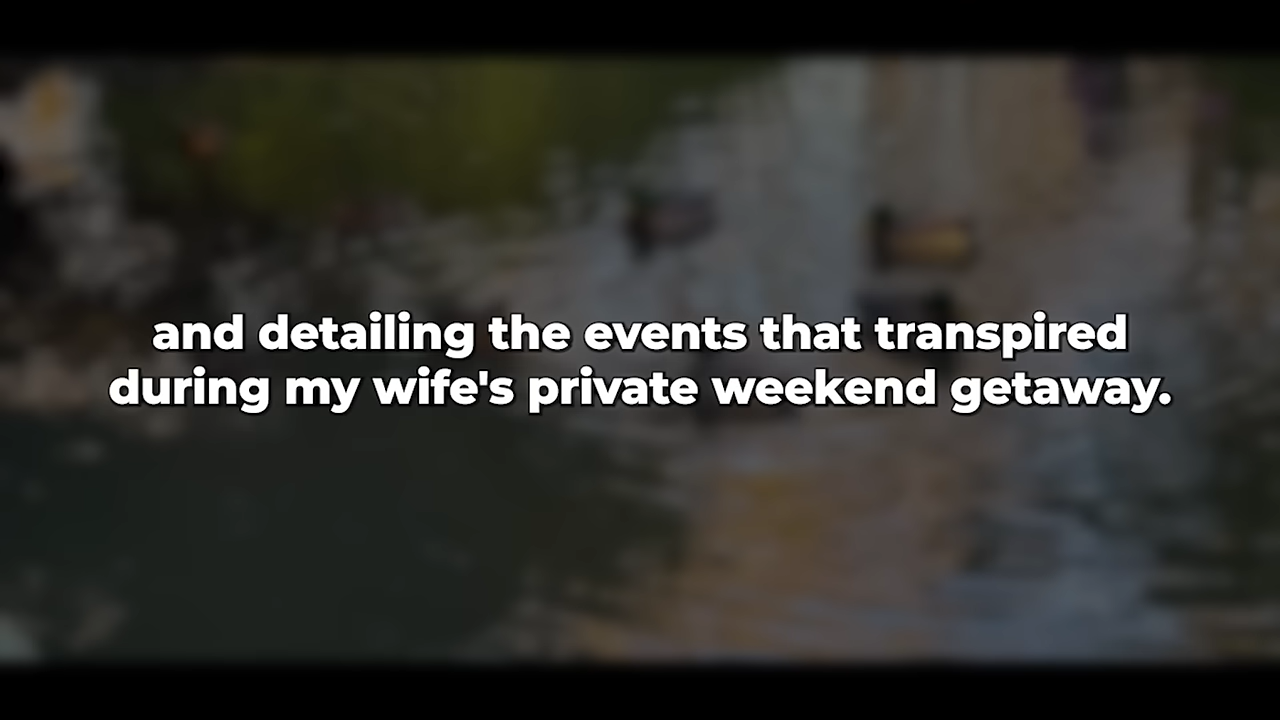 and detailing the events that transpired
during my wife's private weekend getaway.